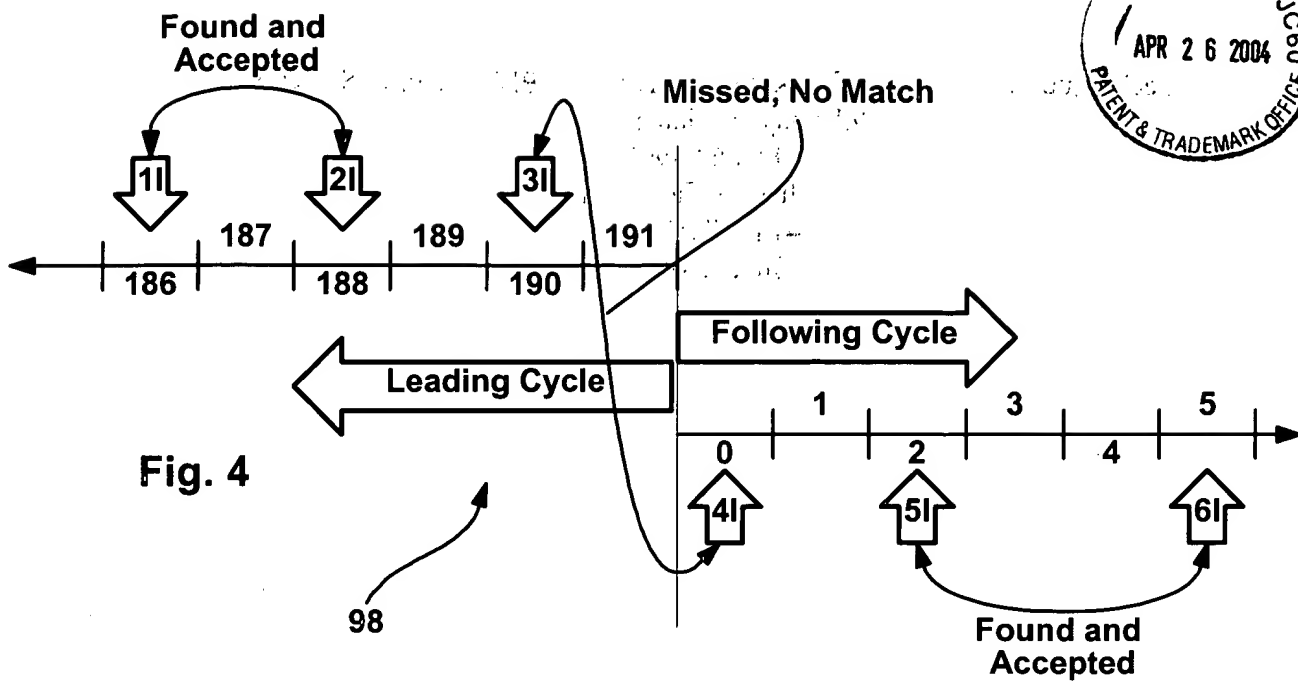 Found and
Accepted
APR 26 2004
PATENT & TRADEMARK OFFICE
Missed, No Match
1I
2I
3I
187
189
191
186
188
190
Following Cycle
Leading Cycle
1
3
5
0
2
4
4I
5I
6I
Fig. 4
98
Found and
Accepted